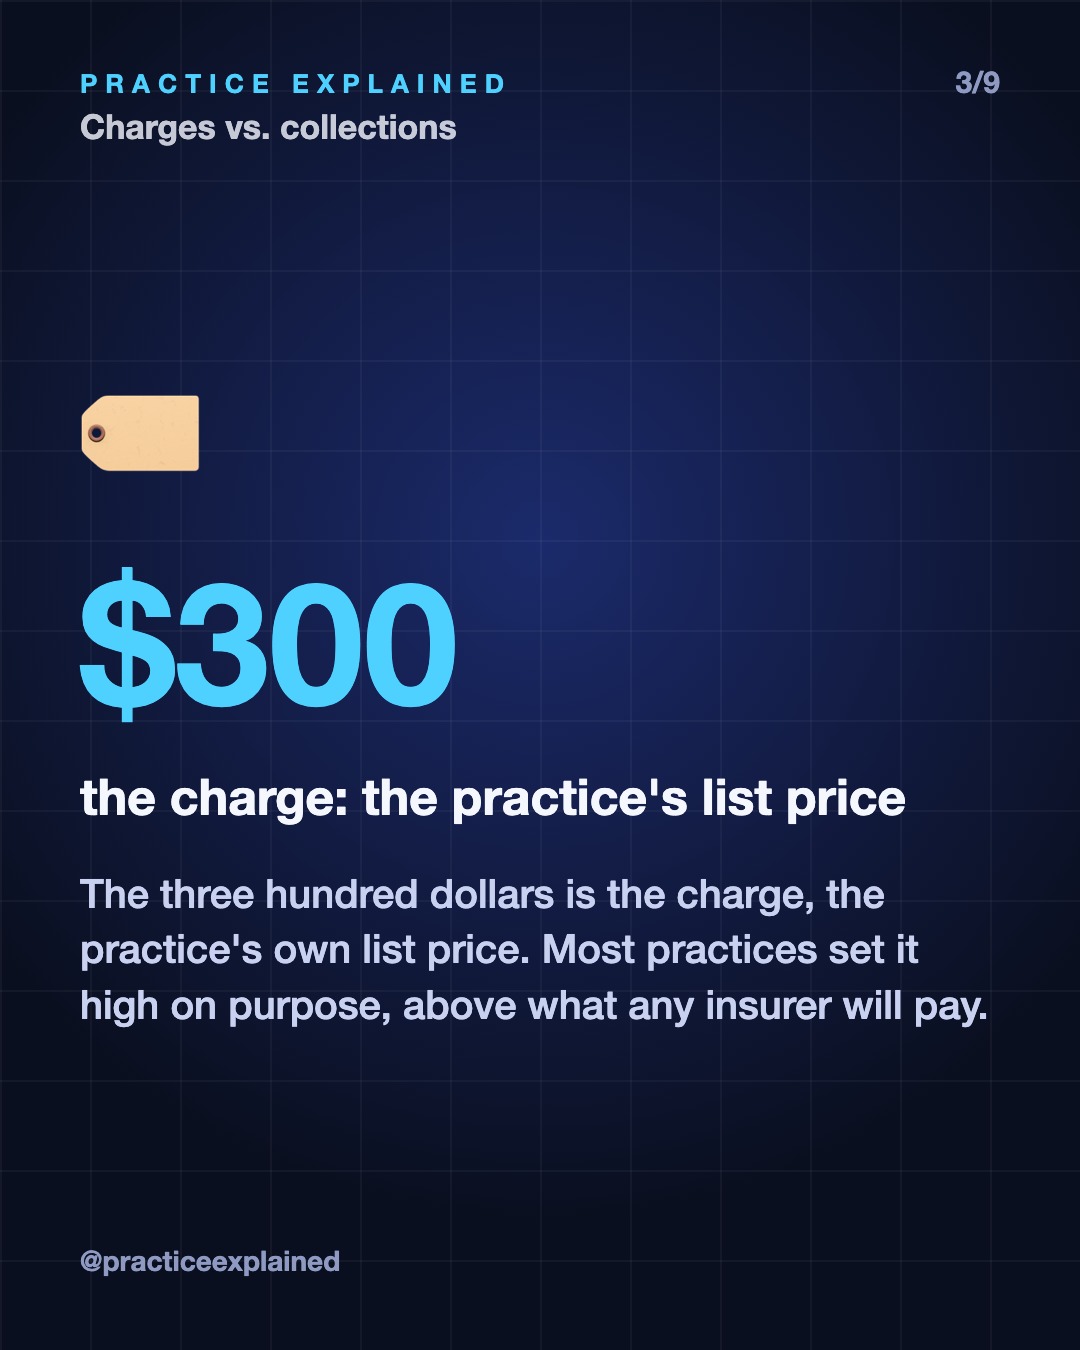 PRACTICE EXPLAINED
3/9
Charges vs. collections
$300
the charge: the practice's list price
The three hundred dollars is the charge, the
practice's own list price. Most practices set it
high on purpose, above what any insurer will pay.
@practiceexplained